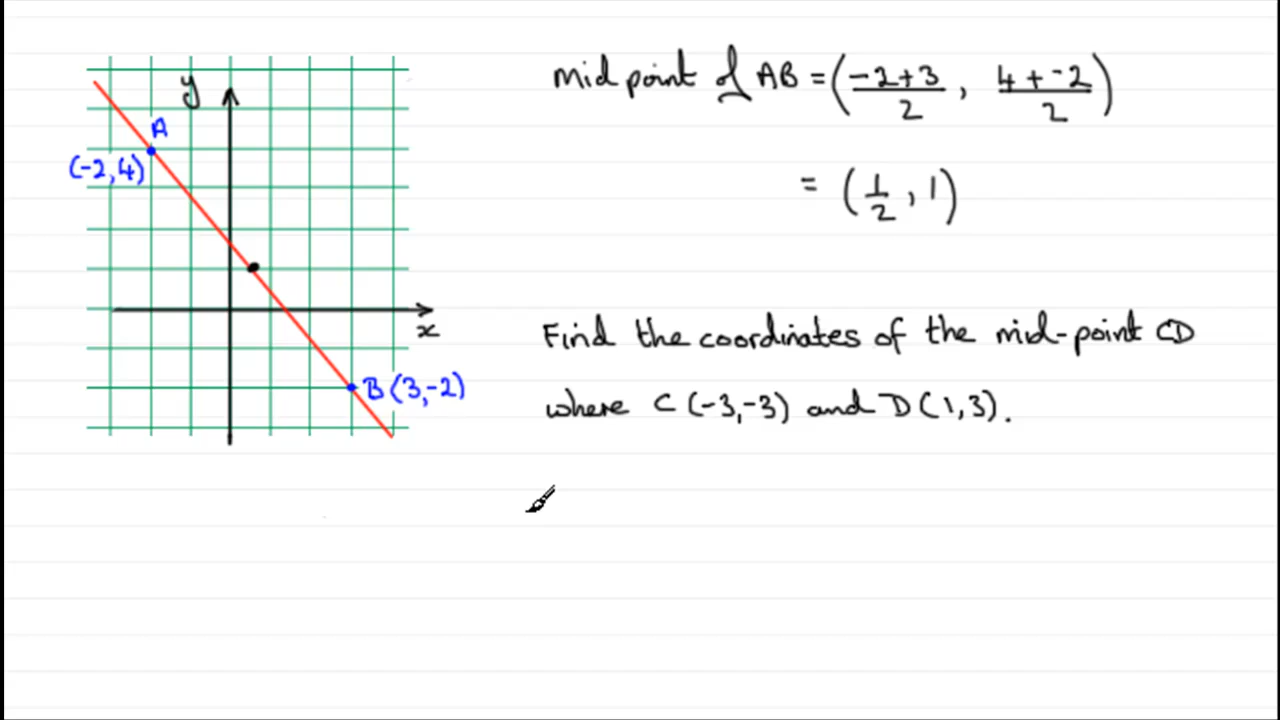 y
A
(-2,4)
x
B (3,-2)
mid point of AB = (-2+3/2, 4+-2/2)
= (1/2, 1)
Find the coordinates of the mid-point CD
where C (-3,-3) and D (1,3).